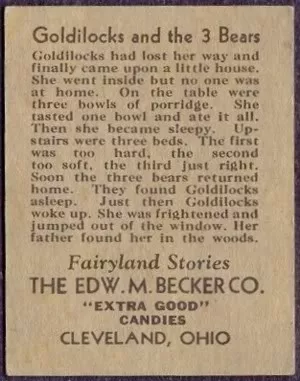 Goldilocks and the 3 Bears
Goldilocks had lost her way and
finally came upon a little house.
She went inside but no one was
at home. On the table were
three bowls of porridge. She
tasted one bowl and ate it all.
Then she became sleepy. Up-
stairs were three beds. The first
was too hard, the second
too soft, the third just right.
Soon the three bears returned
home. They found Goldilocks
asleep. Just then Goldilocks
woke up. She was frightened and
jumped out of the window. Her
father found her in the woods.
Fairyland Stories
THE EDW. M. BECKER CO.
"EXTRA GOOD"
CANDIES
CLEVELAND, OHIO